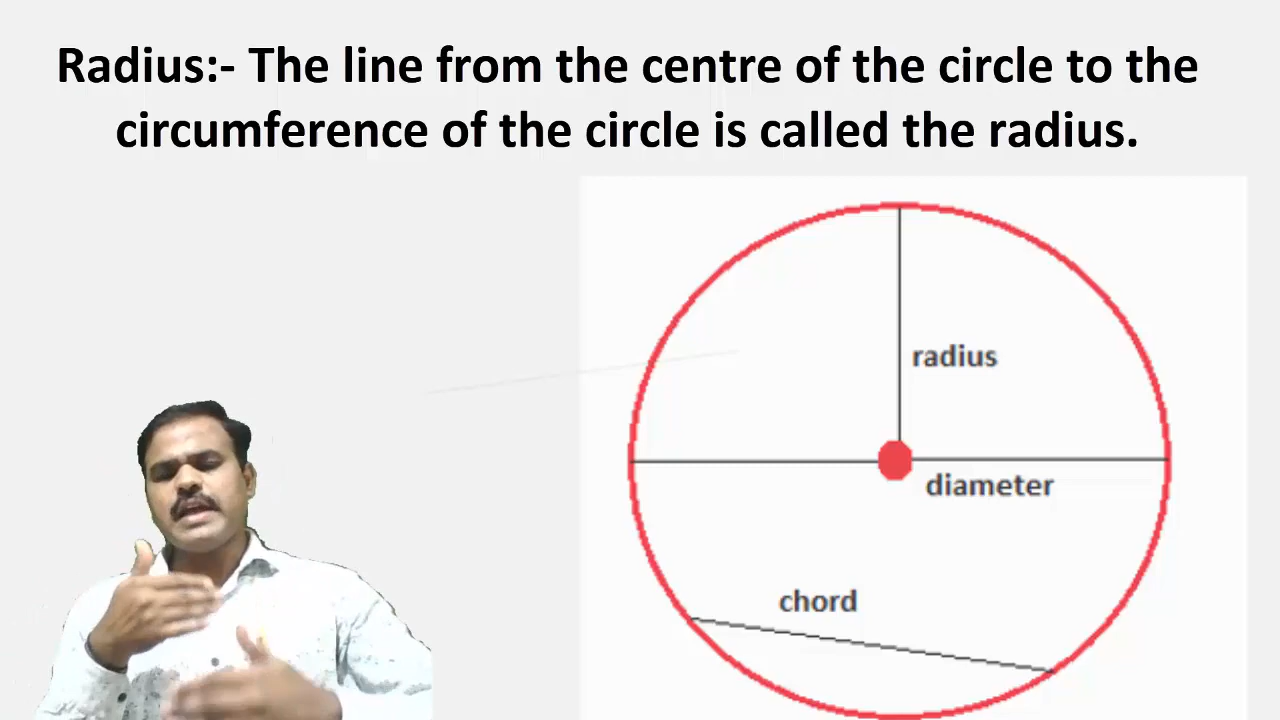 Radius:- The line from the centre of the circle to the
circumference of the circle is called the radius.
radius
diameter
chord